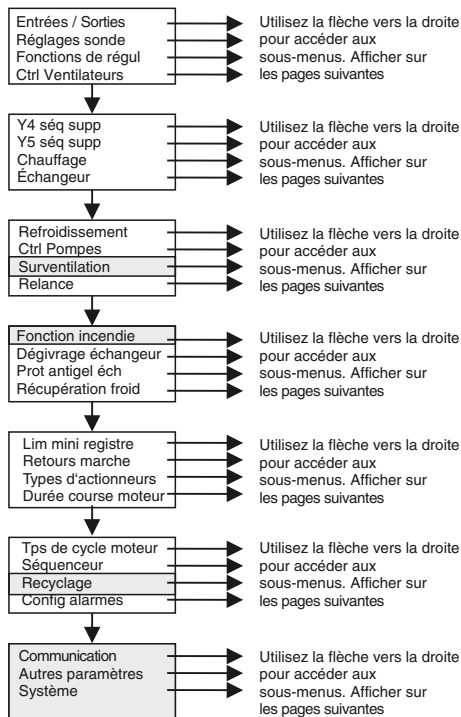 Entrées / Sorties
Réglages sonde
Fonctions de régul
Ctrl Ventilateurs
Utilisez la flèche vers la droite
pour accéder aux
sous-menus. Afficher sur
les pages suivantes
Y4 séq supp
Y5 séq supp
Chauffage
Échangeur
Utilisez la flèche vers la droite
pour accéder aux
sous-menus. Afficher sur
les pages suivantes
Refroidissement
Ctrl Pompes
Surventilation
Relance
Utilisez la flèche vers la droite
pour accéder aux
sous-menus. Afficher sur
les pages suivantes
Fonction incendie
Dégivrage échangeur
Prot antigel éch
Récupération froid
Utilisez la flèche vers la droite
pour accéder aux
sous-menus. Afficher sur
les pages suivantes
Lim mini registre
Retours marche
Types d‘actionneurs
Durée course moteur
Utilisez la flèche vers la droite
pour accéder aux
sous-menus. Afficher sur
les pages suivantes
Tps de cycle moteur
Séquenceur
Recyclage
Config alarmes
Utilisez la flèche vers la droite
pour accéder aux
sous-menus. Afficher sur
les pages suivantes
Communication
Autres paramètres
Système
Utilisez la flèche vers la droite
pour accéder aux
sous-menus. Afficher sur
les pages suivantes